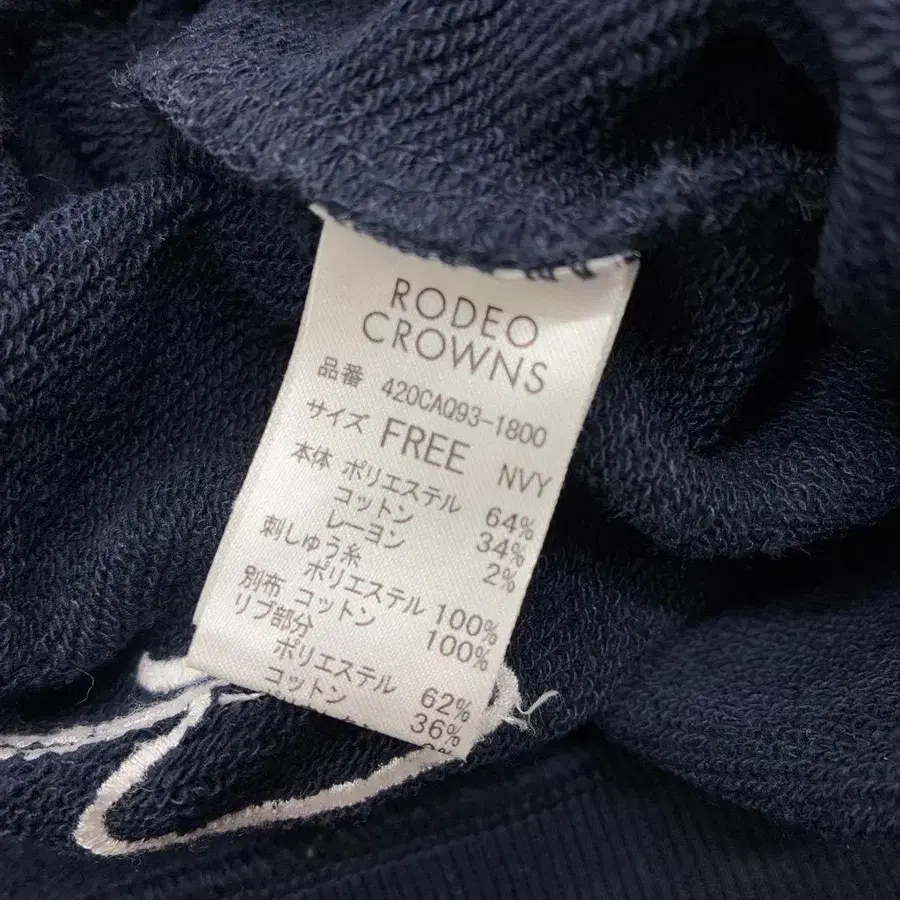 RODEO
CROWNS
品番 420CAQ93-1800
サイズ FREE NVY
本体 ポリエステル 64%
コットン 34%
レーヨン 2%
刺しゅう糸
ポリエステル 100%
別布 コットン 100%
リブ部分
ポリエステル 62%
コットン 36%